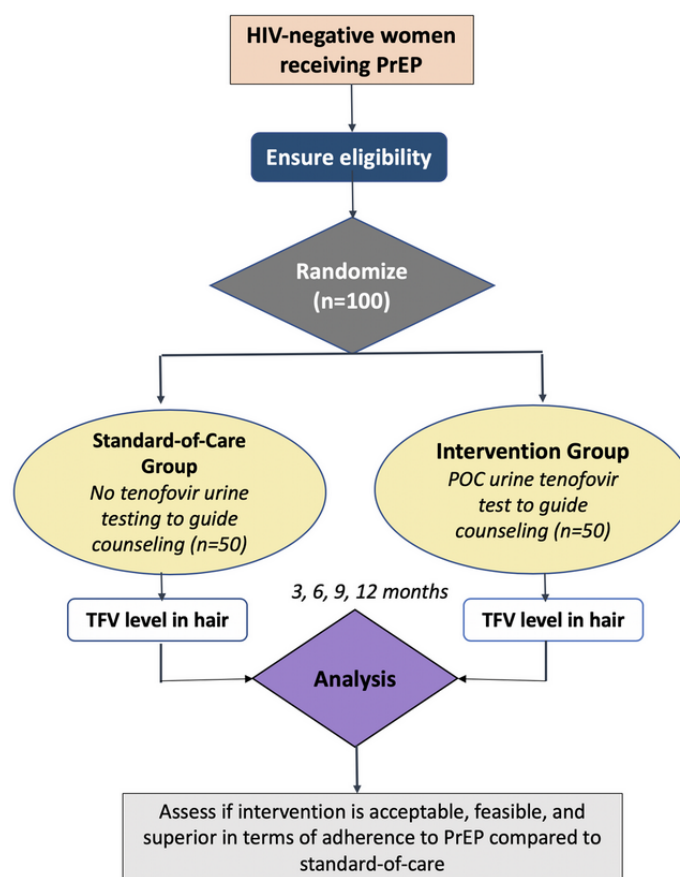 HIV-negative women
receiving PrEP
Ensure eligibility
Randomize
(n=100)
Standard-of-Care
Group
No tenofovir urine
testing to guide
counseling (n=50)
Intervention Group
POC urine tenofovir
test to guide
counseling (n=50)
3, 6, 9, 12 months
TFV level in hair
TFV level in hair
Analysis
Assess if intervention is acceptable, feasible, and
superior in terms of adherence to PrEP compared to
standard-of-care